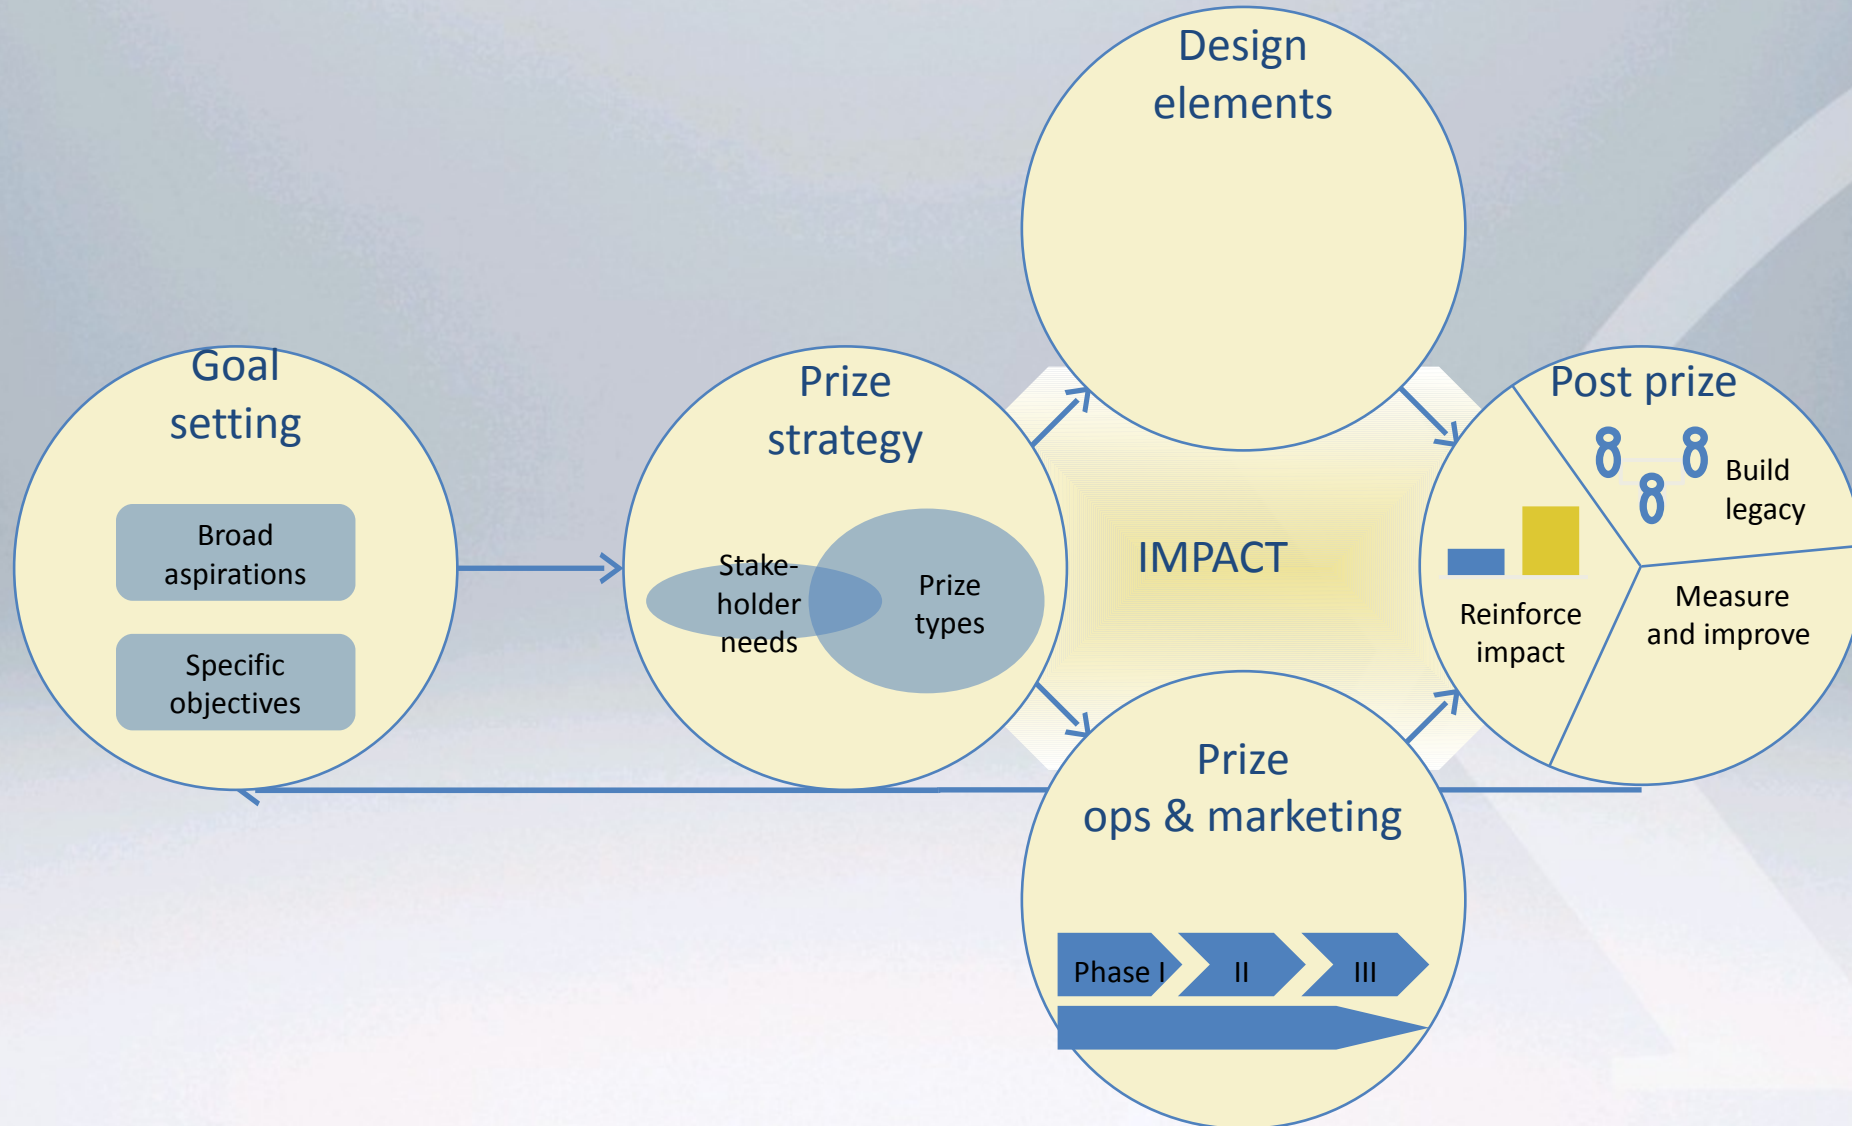 Design
elements
Goal
setting
Broad
aspirations
Specific
objectives
Prize
strategy
Stake-
holder
needs
Prize
types
IMPACT
Post prize
Build
legacy
Reinforce
impact
Measure
and improve
Prize
ops & marketing
Phase I
II
III